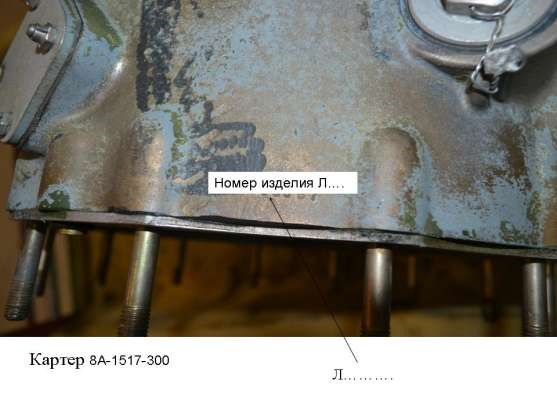 Номер изделия Л....
Картер 8А-1517-300
Л..........